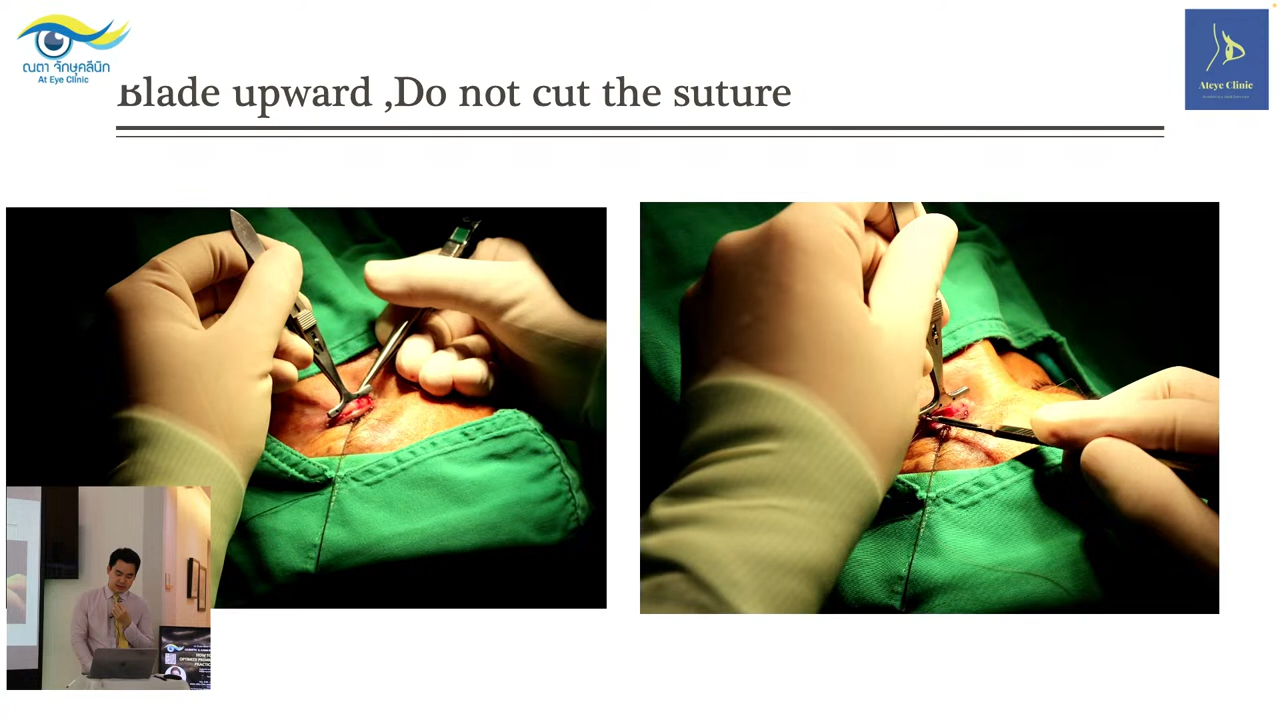 ณตา จักษุคลีนิก
At Eye Clinic
Blade upward ,Do not cut the suture
Ateye Clinic
OPTIMIZE